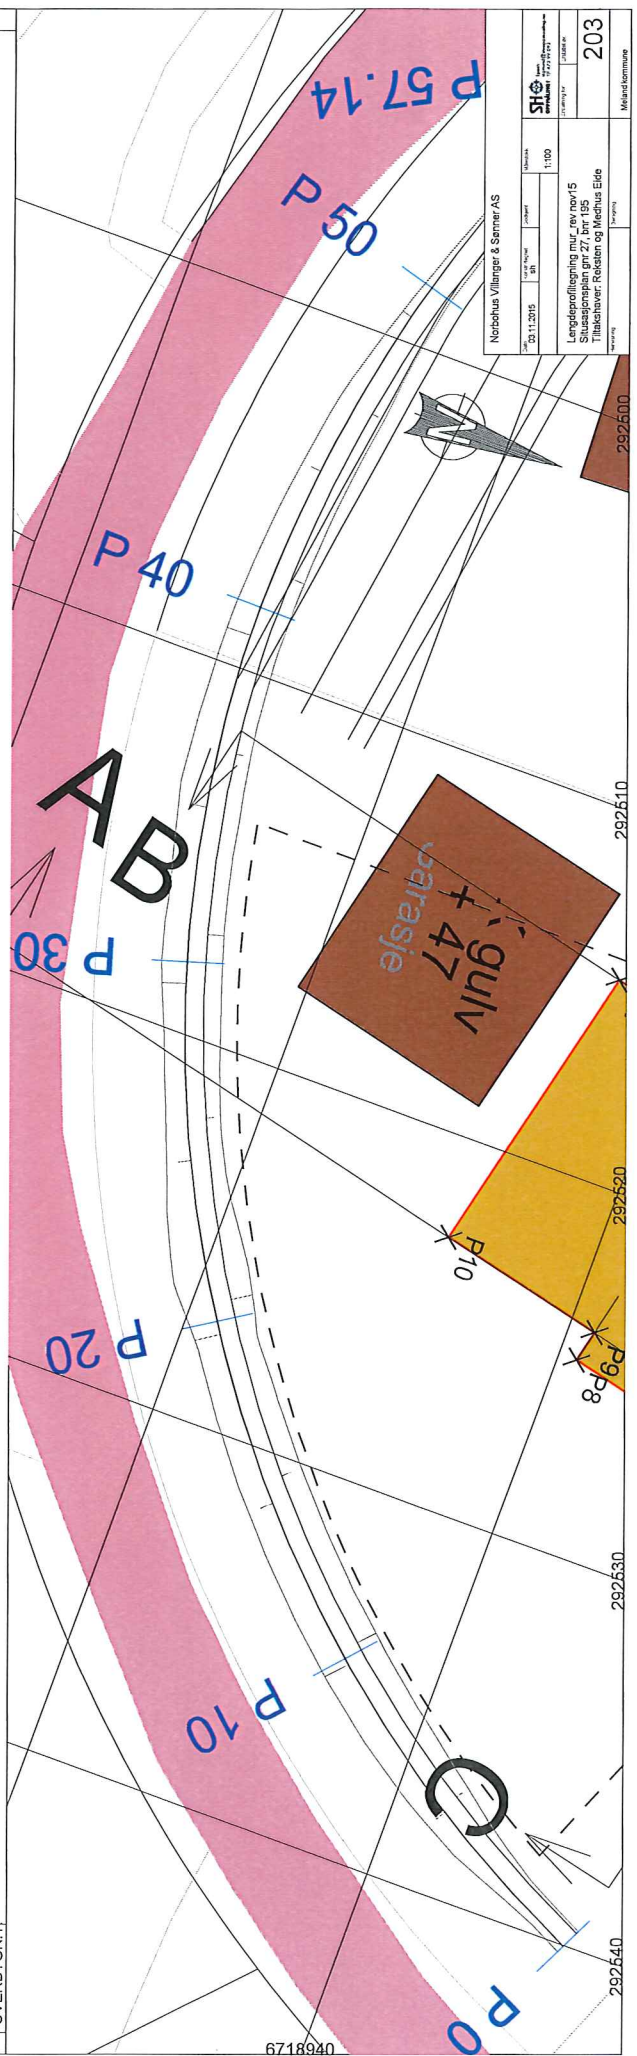 P 57.14
P 50
P 40
A
B
P 30
P 20
P 10
C
P 0
gulv
+ 47
P10
P9
P8
292500
292510
292520
292530
292540
6718940
Norbohus Villanger & Sønner AS
03.11.2015
sh
1:100
SH
Lengdeprofiltegning mur_rev nov15
Situasjonsplan gnr 27, bnr 195
Tiltakshaver: Reksten og Medhus Eide
203
Meland kommune